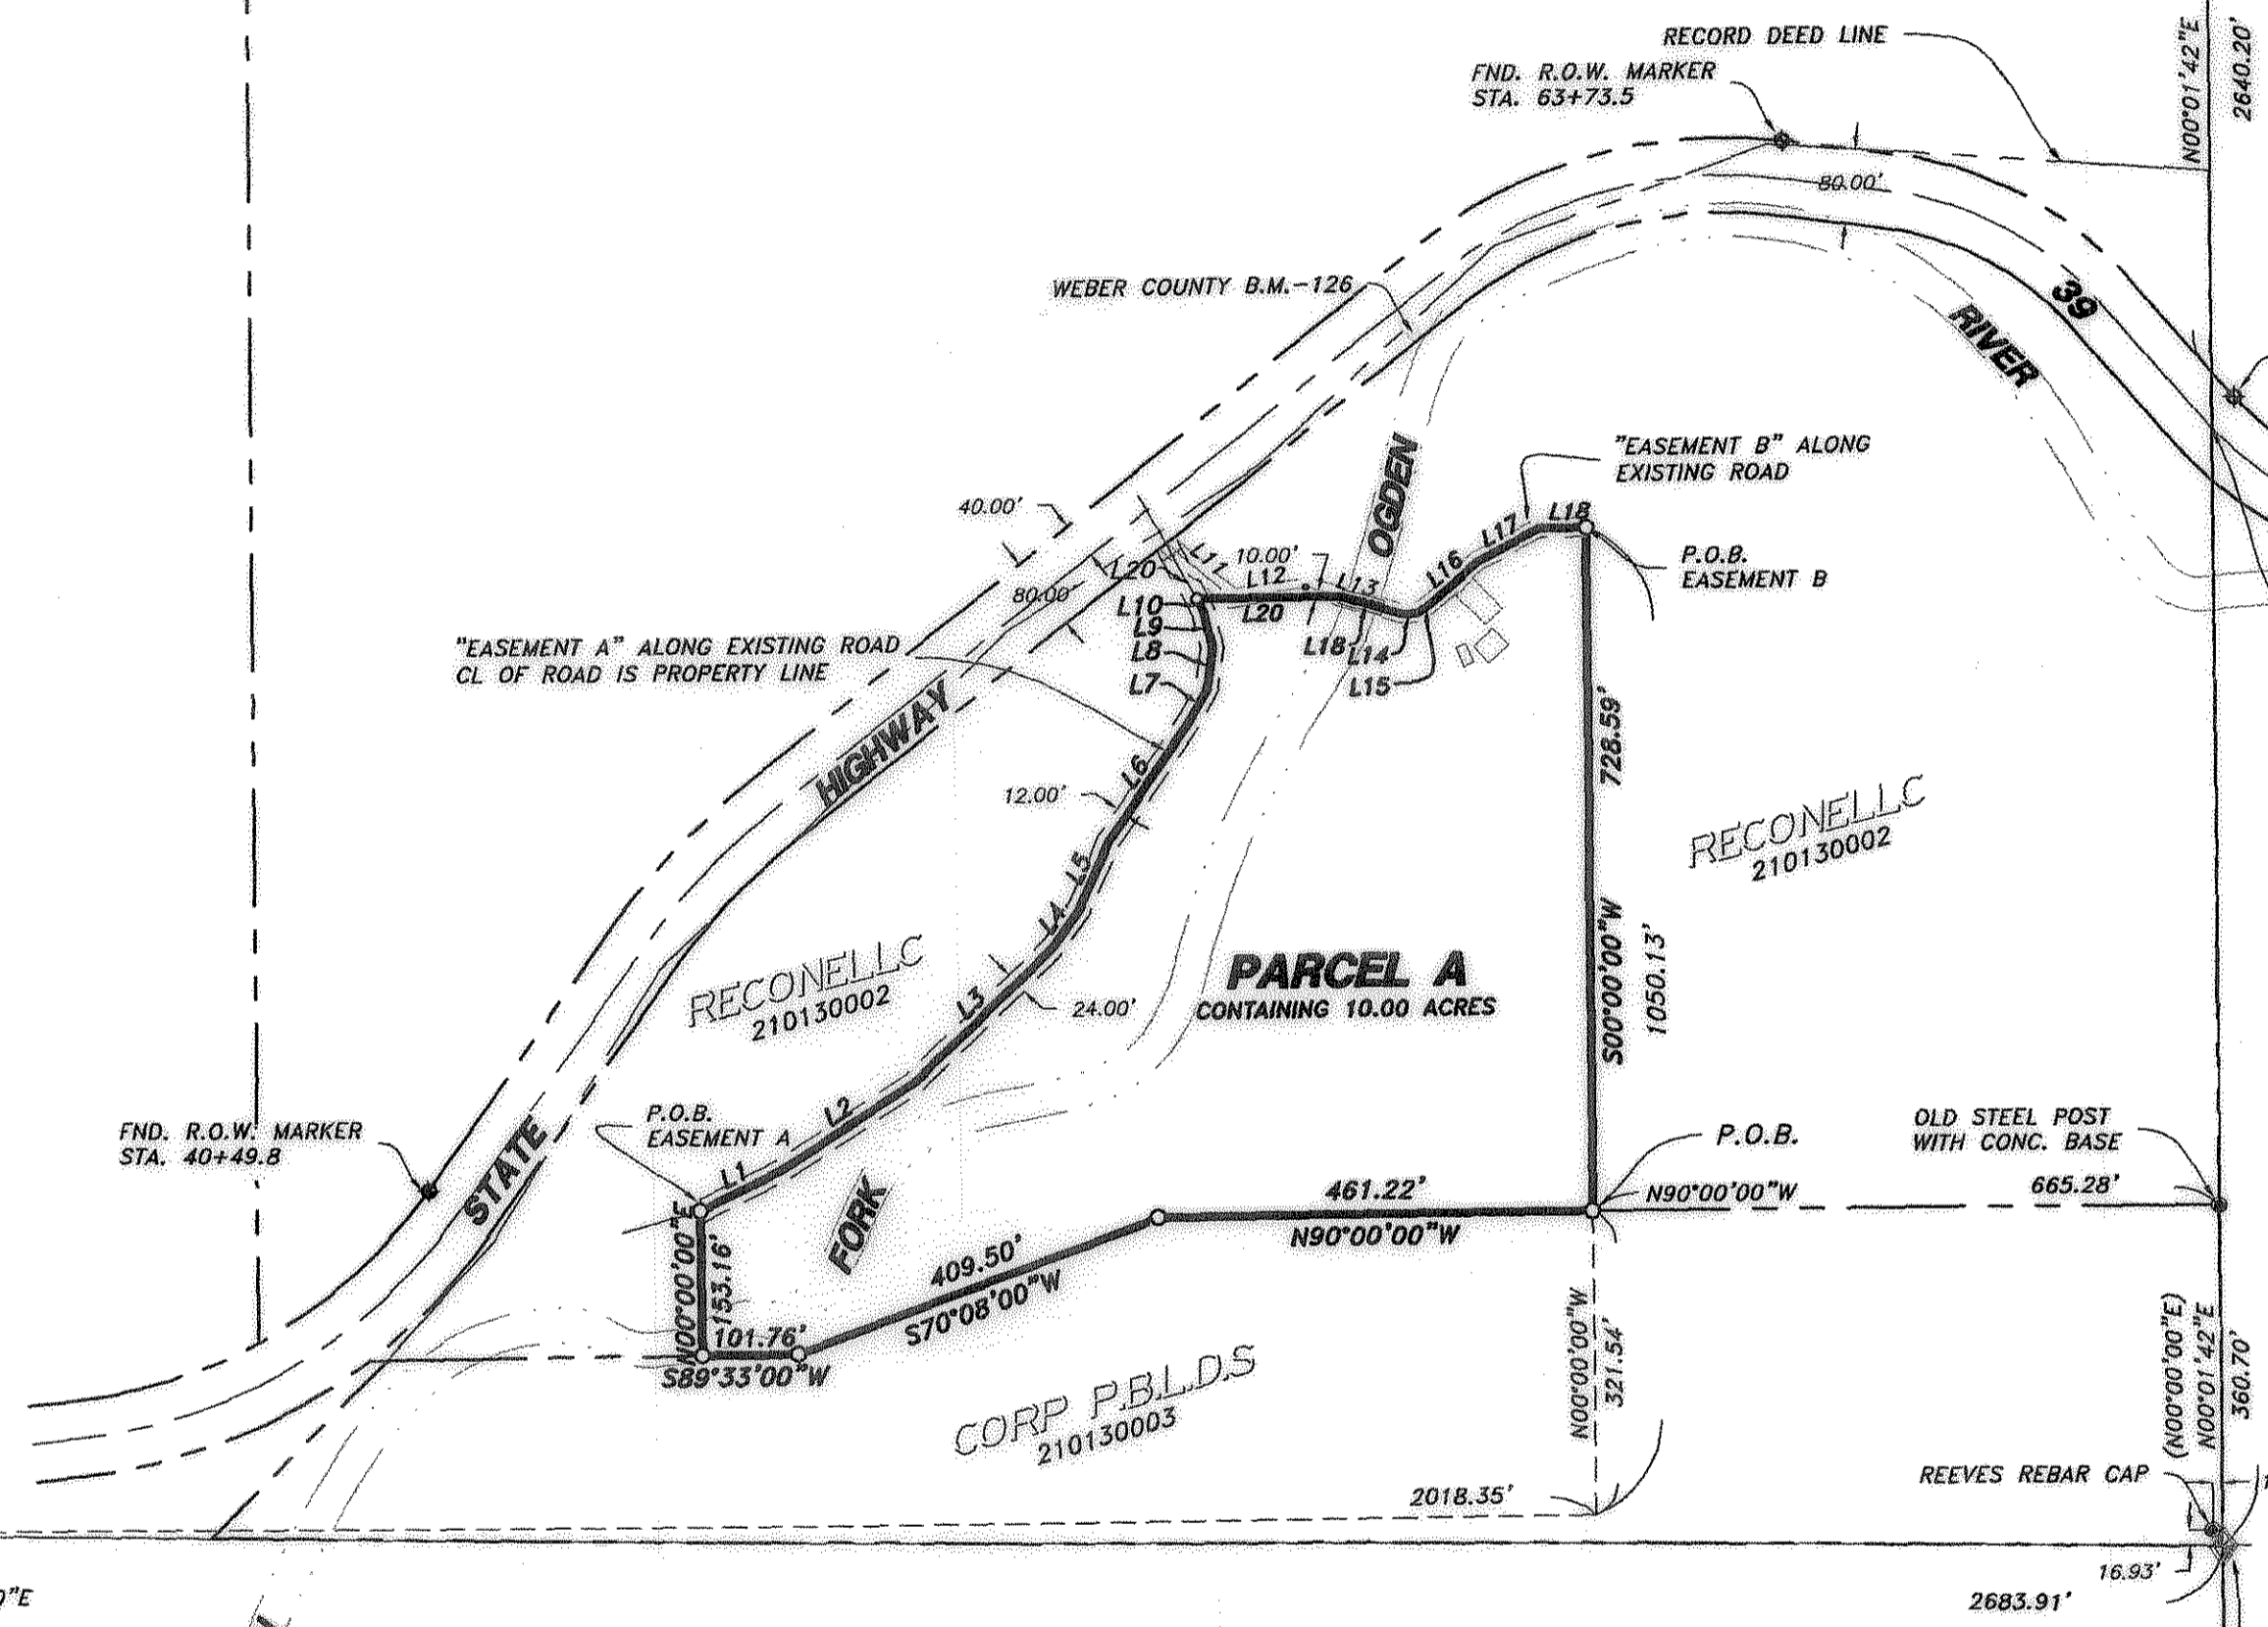 RECORD DEED LINE
FND. R.O.W. MARKER
STA. 63+73.5
N00°01'42"E
2640.20'
80.00'
WEBER COUNTY B.M.-126
39
RIVER
"EASEMENT B" ALONG
EXISTING ROAD
40.00'
OGDEN
L17
L18
L16
L11
10.00'
L12
L13
L20
80.00'
L10
L20
L9
L8
L18
L14
L7
L15
P.O.B.
EASEMENT B
"EASEMENT A" ALONG EXISTING ROAD
CL OF ROAD IS PROPERTY LINE
HIGHWAY
728.59'
L6
12.00'
RECONELLC
210130002
L5
L4
S00°00'00"W
1050.13'
RECONELLC
210130002
L3
24.00'
PARCEL A
CONTAINING 10.00 ACRES
FND. R.O.W. MARKER
STA. 40+49.8
STATE
P.O.B.
EASEMENT A
L2
L1
P.O.B.
OLD STEEL POST
WITH CONC. BASE
461.22'
N90°00'00"W
N90°00'00"W
665.28'
FORK
N00°00'00"E
153.16'
409.50'
S70°08'00"W
101.76'
S89°33'00"W
N00°00'00"W
321.54'
(N00°00'00"E)
N00°01'42"E
360.70'
CORP P.B.L.D.S
210130003
2018.35'
REEVES REBAR CAP
16.93'
2683.91'
"E